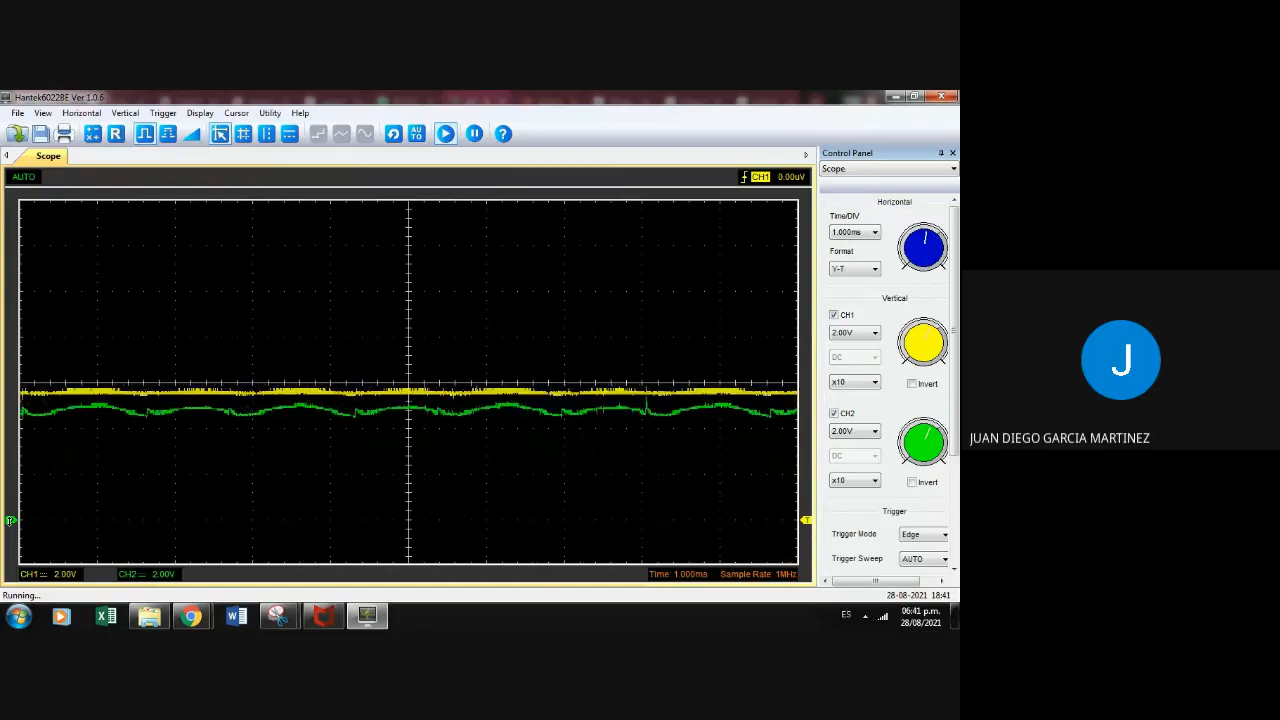 Hantek6022BE Ver 1.0.6
File View Horizontal Vertical Trigger Display Cursor Utility Help
R AUTO ?
Scope
AUTO
CH1 0.00uV
Control Panel
Scope
Horizontal
Time/DIV
1.000ms
Format
Y-T
Vertical
CH1
2.00V
DC
x10
Invert
CH2
2.00V
DC
x10
Invert
Trigger
Trigger Mode Edge
Trigger Sweep AUTO
T
CH1 2.00V CH2 2.00V Time: 1.000ms Sample Rate: 1MHz
Running...
28-08-2021 18:41
ES
06:41 p.m.
28/08/2021
J
JUAN DIEGO GARCIA MARTINEZ